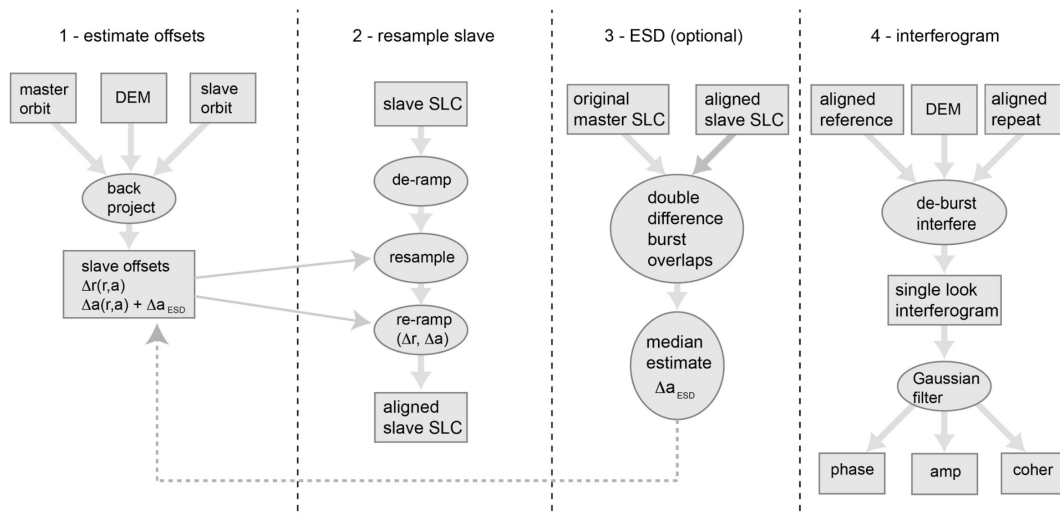 1 - estimate offsets
master
orbit
DEM
slave
orbit
back
project
slave offsets
Δr(r,a)
Δa(r,a) + ΔaESD
2 - resample slave
slave SLC
de-ramp
resample
re-ramp
(Δr, Δa)
aligned
slave SLC
3 - ESD (optional)
original
master SLC
aligned
slave SLC
double
difference
burst
overlaps
median
estimate
ΔaESD
4 - interferogram
aligned
reference
DEM
aligned
repeat
de-burst
interfere
single look
interferogram
Gaussian
filter
phase
amp
coher